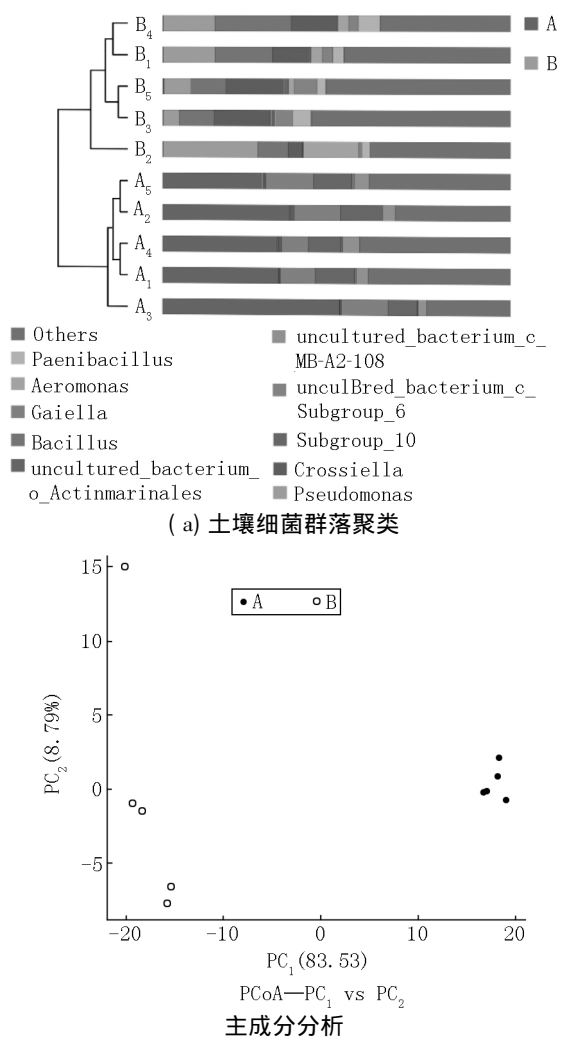 B₄
A
B₁
B
B₅
B₃
B₂
A₅
A₂
A₄
A₁
A₃
Others
Paenibacillus
Aeromonas
Gaiella
Bacillus
uncultured_bacterium_
o_Actinmarinales
uncultured_bacterium_c_
MB-A2-108
unculBred_bacterium_c_
Subgroup_6
Subgroup_10
Crossiella
Pseudomonas
( a) 土壤细菌群落聚类
15
10
5
0
-5
PC₂(8.79%)
A B
-20 -10 0 10 20
PC₁(83.53)
PCoA—PC₁ vs PC₂
主成分分析